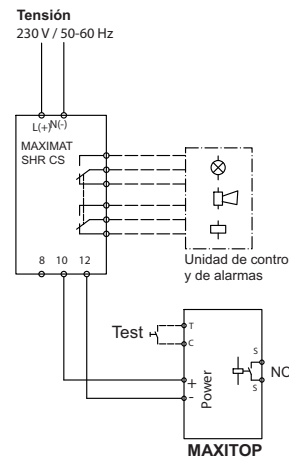 Tensión
230 V / 50-60 Hz
L(+) N(-)
MAXIMAT
SHR CS
Unidad de contro
y de alarmas
8 10 12
Test
T
C
S
NC
S
+
-
Power
MAXITOP